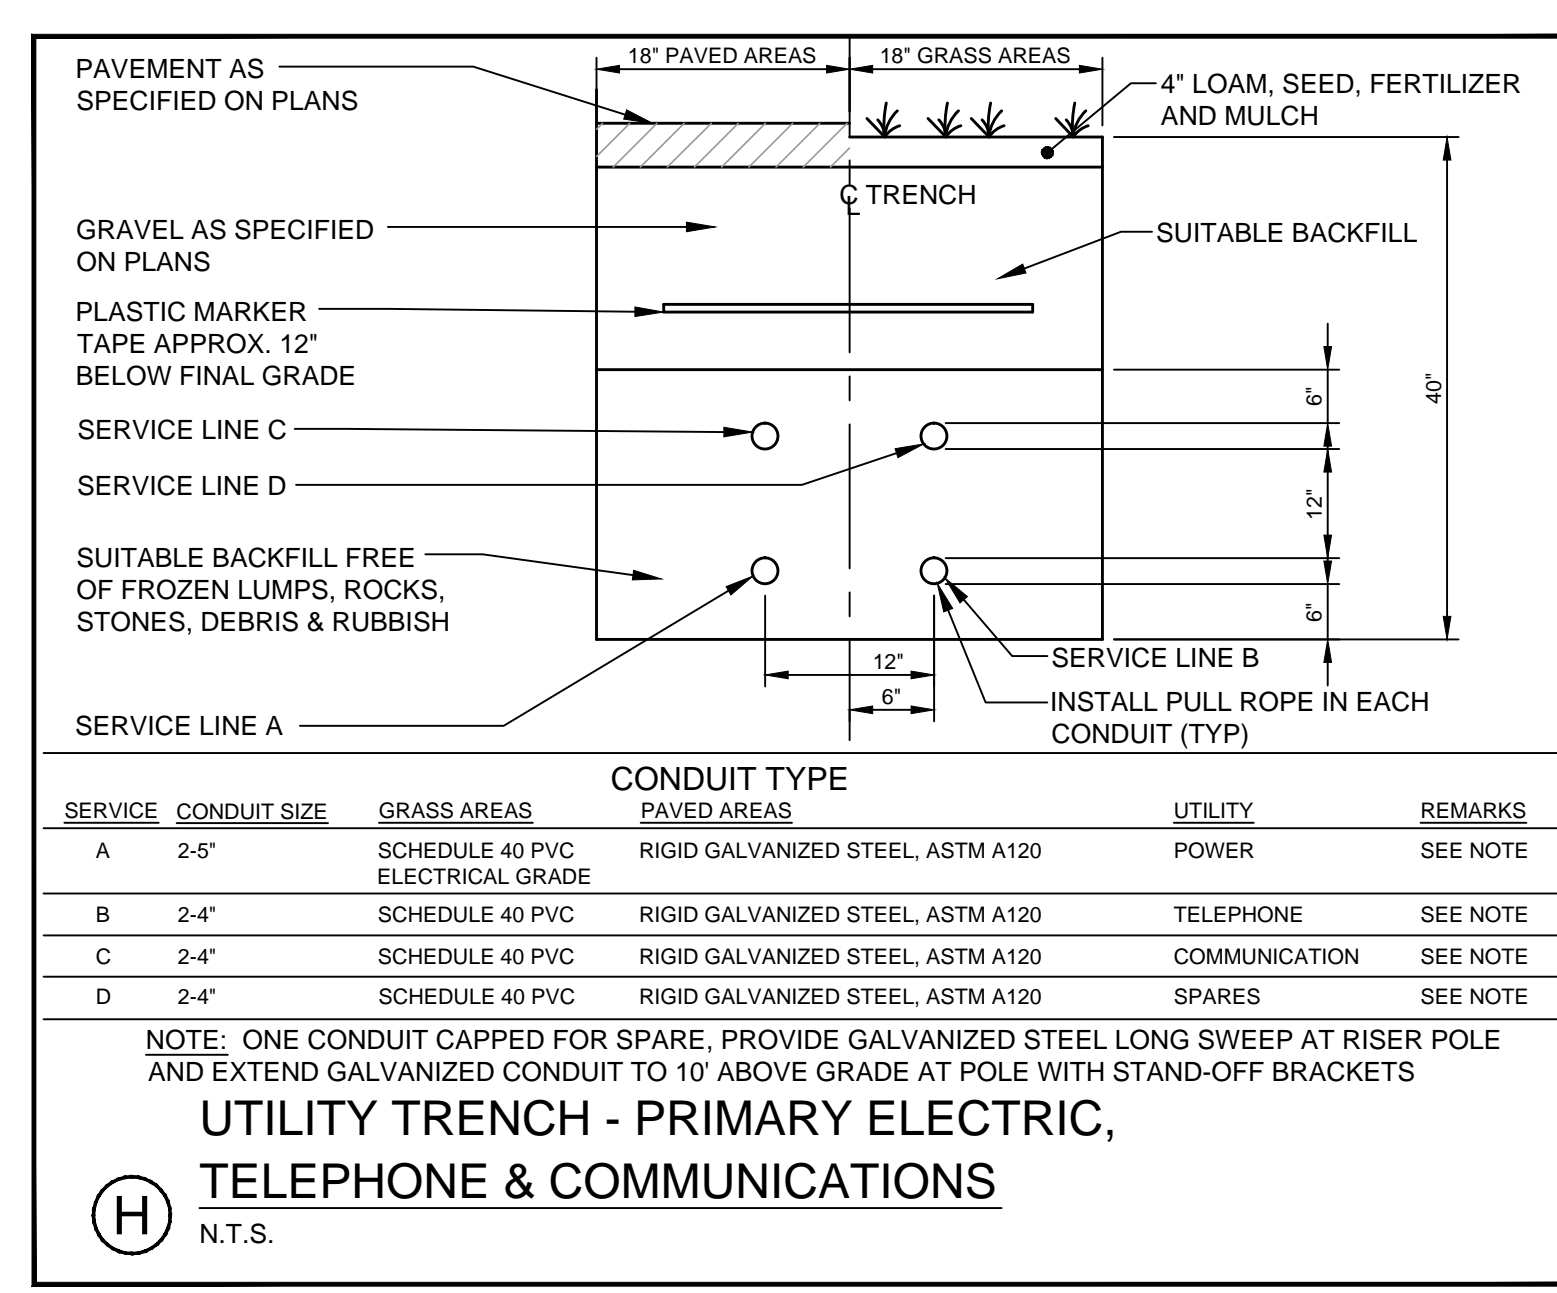 18" PAVED AREAS
18" GRASS AREAS
PAVEMENT AS
SPECIFIED ON PLANS
4" LOAM, SEED, FERTILIZER
AND MULCH
℄ TRENCH
GRAVEL AS SPECIFIED
ON PLANS
SUITABLE BACKFILL
PLASTIC MARKER
TAPE APPROX. 12"
BELOW FINAL GRADE
6"
40"
SERVICE LINE C
SERVICE LINE D
12"
SUITABLE BACKFILL FREE
OF FROZEN LUMPS, ROCKS,
STONES, DEBRIS & RUBBISH
6"
12"
SERVICE LINE B
6"
INSTALL PULL ROPE IN EACH
CONDUIT (TYP)
SERVICE LINE A
CONDUIT TYPE
SERVICE CONDUIT SIZE GRASS AREAS PAVED AREAS UTILITY REMARKS
A 2-5" SCHEDULE 40 PVC RIGID GALVANIZED STEEL, ASTM A120 POWER SEE NOTE
ELECTRICAL GRADE
B 2-4" SCHEDULE 40 PVC RIGID GALVANIZED STEEL, ASTM A120 TELEPHONE SEE NOTE
C 2-4" SCHEDULE 40 PVC RIGID GALVANIZED STEEL, ASTM A120 COMMUNICATION SEE NOTE
D 2-4" SCHEDULE 40 PVC RIGID GALVANIZED STEEL, ASTM A120 SPARES SEE NOTE
NOTE: ONE CONDUIT CAPPED FOR SPARE, PROVIDE GALVANIZED STEEL LONG SWEEP AT RISER POLE
AND EXTEND GALVANIZED CONDUIT TO 10' ABOVE GRADE AT POLE WITH STAND-OFF BRACKETS
UTILITY TRENCH - PRIMARY ELECTRIC,
TELEPHONE & COMMUNICATIONS
H
N.T.S.